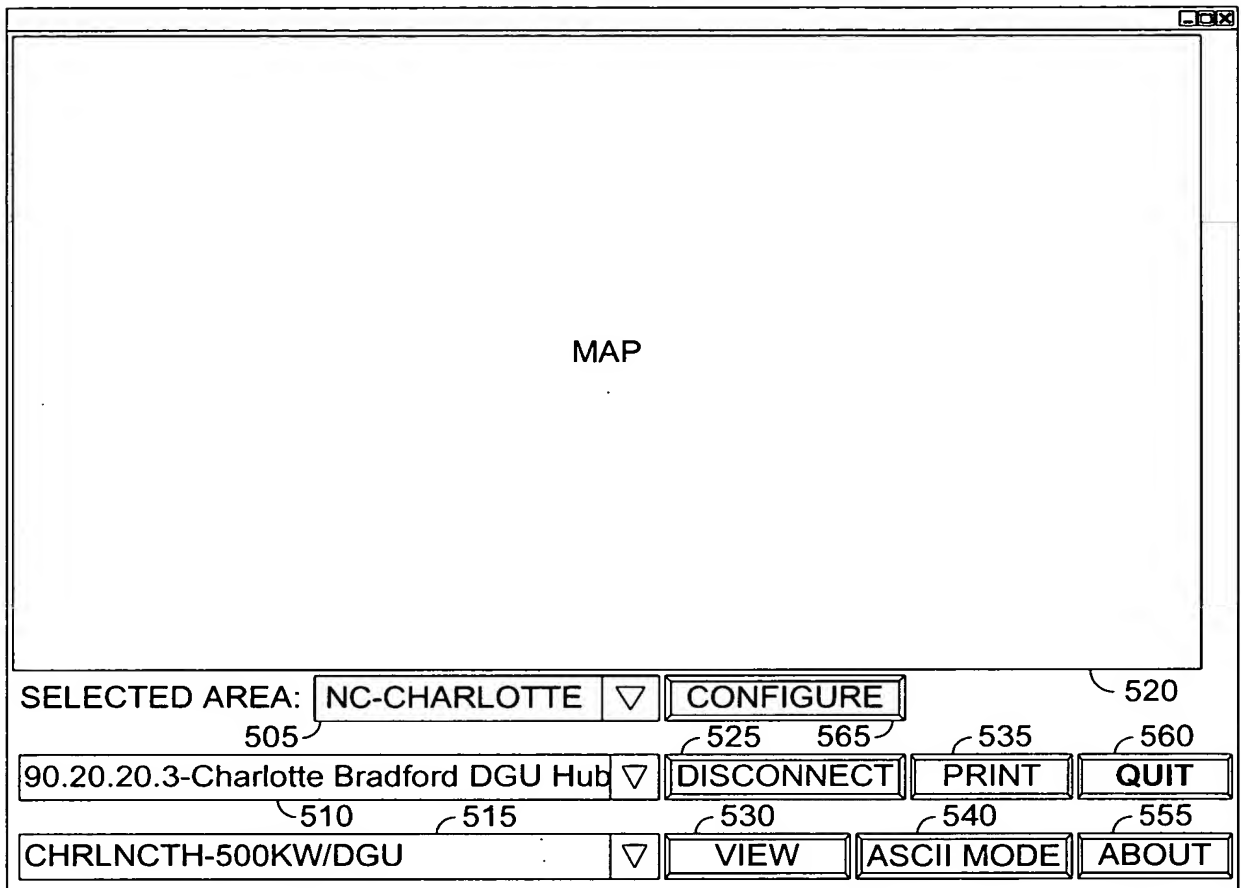 MAP
SELECTED AREA: NC-CHARLOTTE CONFIGURE 520
505 525 565 535 560
90.20.20.3-Charlotte Bradford DGU Hub DISCONNECT PRINT QUIT
510 515 530 540 555
CHRLNCTH-500KW/DGU VIEW ASCII MODE ABOUT